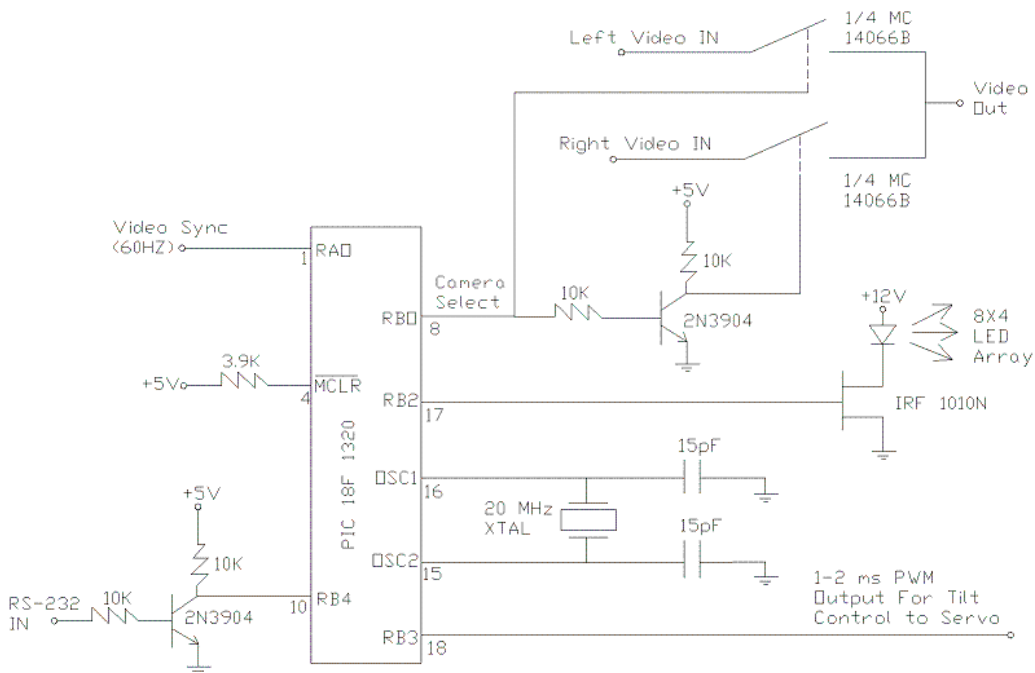 1/4 MC
14066B
Left Video IN
Video
Out
Right Video IN
1/4 MC
14066B
+5V
Video Sync
(60HZ)
1
RA0
10K
Camera
Select
10K
+12V
RB0
8
2N3904
8X4
LED
Array
3.9K
+5V
MCLR
4
RB2
17
IRF 1010N
PIC 18F 1320
15pF
OSC1
16
+5V
20 MHz
XTAL
15pF
10K
OSC2
15
1-2 ms PWM
Output For Tilt
Control to Servo
RS-232
IN
10K
2N3904
10
RB4
RB3
18